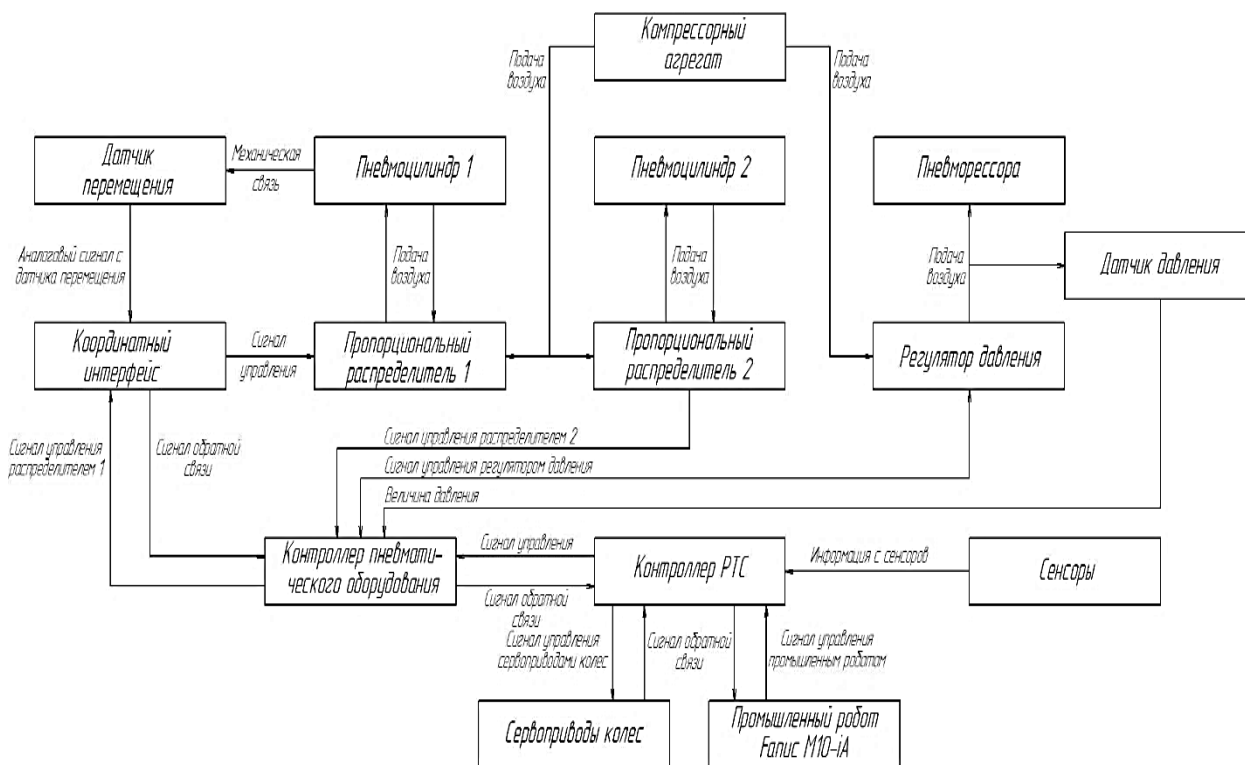 Компрессорный
агрегат
Подача
воздуха
Подача
воздуха
Датчик
перемещения
Механическая
связь
Пневмоцилиндр 1
Пневмоцилиндр 2
Пневморессора
Аналоговый сигнал с
датчика перемещения
Подача
воздуха
Подача
воздуха
Подача
воздуха
Датчик давления
Координатный
интерфейс
Сигнал
управления
Пропорциональный
распределитель 1
Пропорциональный
распределитель 2
Регулятор давления
Сигнал управления
распределителем 1
Сигнал обратной
связи
Сигнал управления распределителем 2
Сигнал управления регулятором давления
Величина давления
Контроллер пневмати-
ческого оборудования
Сигнал управления
Контроллер РТС
Информация с сенсоров
Сенсоры
Сигнал обратной
связи
Сигнал управления
сервоприводами колес
Сигнал обратной
связи
Сигнал управления
промышленным роботом
Сервоприводы колес
Промышленный робот
Fanuc M10-iA